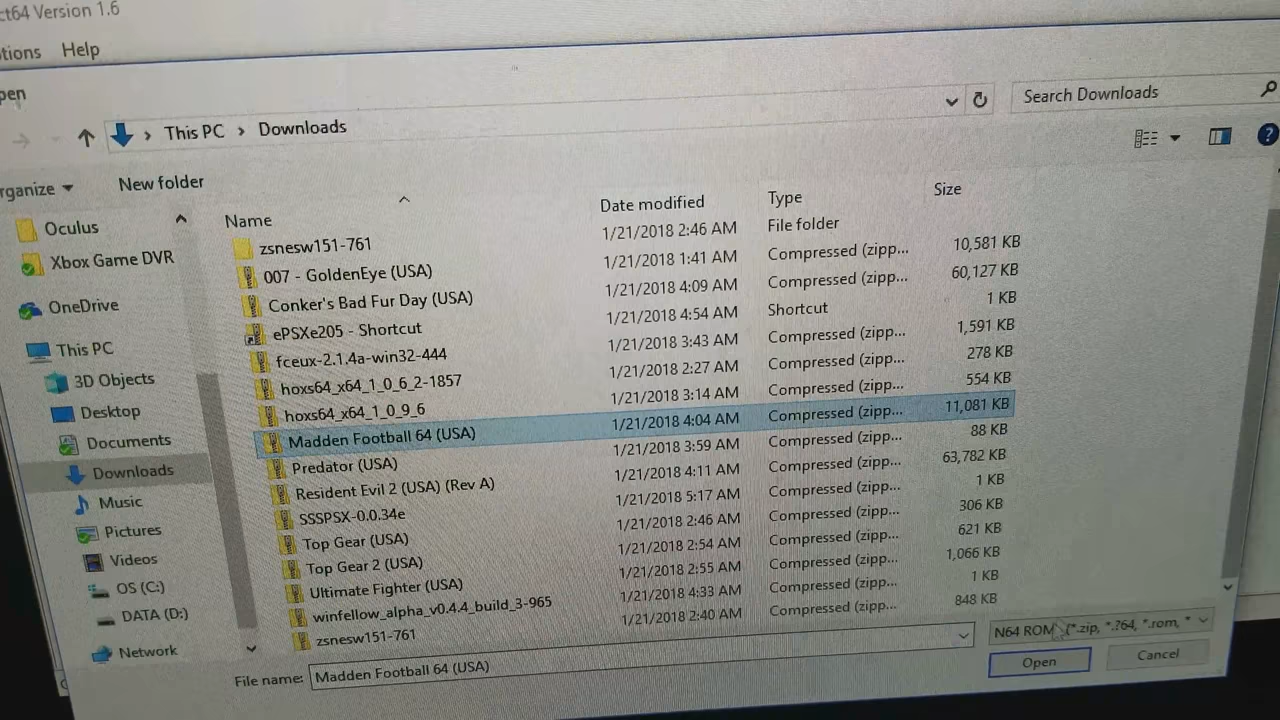 ct64 Version 1.6
tions Help
pen
This PC > Downloads
Search Downloads
rganize New folder
Name Date modified Type Size
zsnesw151-761 1/21/2018 2:46 AM File folder
007 - GoldenEye (USA) 1/21/2018 1:41 AM Compressed (zipp... 10,581 KB
Conker's Bad Fur Day (USA) 1/21/2018 4:09 AM Compressed (zipp... 60,127 KB
ePSXe205 - Shortcut 1/21/2018 4:54 AM Shortcut 1 KB
fceux-2.1.4a-win32-444 1/21/2018 3:43 AM Compressed (zipp... 1,591 KB
hoxs64_x64_1_0_6_2-1857 1/21/2018 2:27 AM Compressed (zipp... 278 KB
hoxs64_x64_1_0_9_6 1/21/2018 3:14 AM Compressed (zipp... 554 KB
Madden Football 64 (USA) 1/21/2018 4:04 AM Compressed (zipp... 11,081 KB
Predator (USA) 1/21/2018 3:59 AM Compressed (zipp... 88 KB
Resident Evil 2 (USA) (Rev A) 1/21/2018 4:11 AM Compressed (zipp... 63,782 KB
SSSPSX-0.0.34e 1/21/2018 5:17 AM Compressed (zipp... 1 KB
Top Gear (USA) 1/21/2018 2:46 AM Compressed (zipp... 306 KB
Top Gear 2 (USA) 1/21/2018 2:54 AM Compressed (zipp... 621 KB
Ultimate Fighter (USA) 1/21/2018 2:55 AM Compressed (zipp... 1,066 KB
winfellow_alpha_v0.4.4_build_3-965 1/21/2018 4:33 AM Compressed (zipp... 1 KB
zsnesw151-761 1/21/2018 2:40 AM Compressed (zipp... 848 KB
Oculus
Xbox Game DVR
OneDrive
This PC
3D Objects
Desktop
Documents
Downloads
Music
Pictures
Videos
OS (C:)
DATA (D:)
Network
File name: Madden Football 64 (USA)
N64 ROM (*.zip, *.?64, *.rom, *
Open Cancel